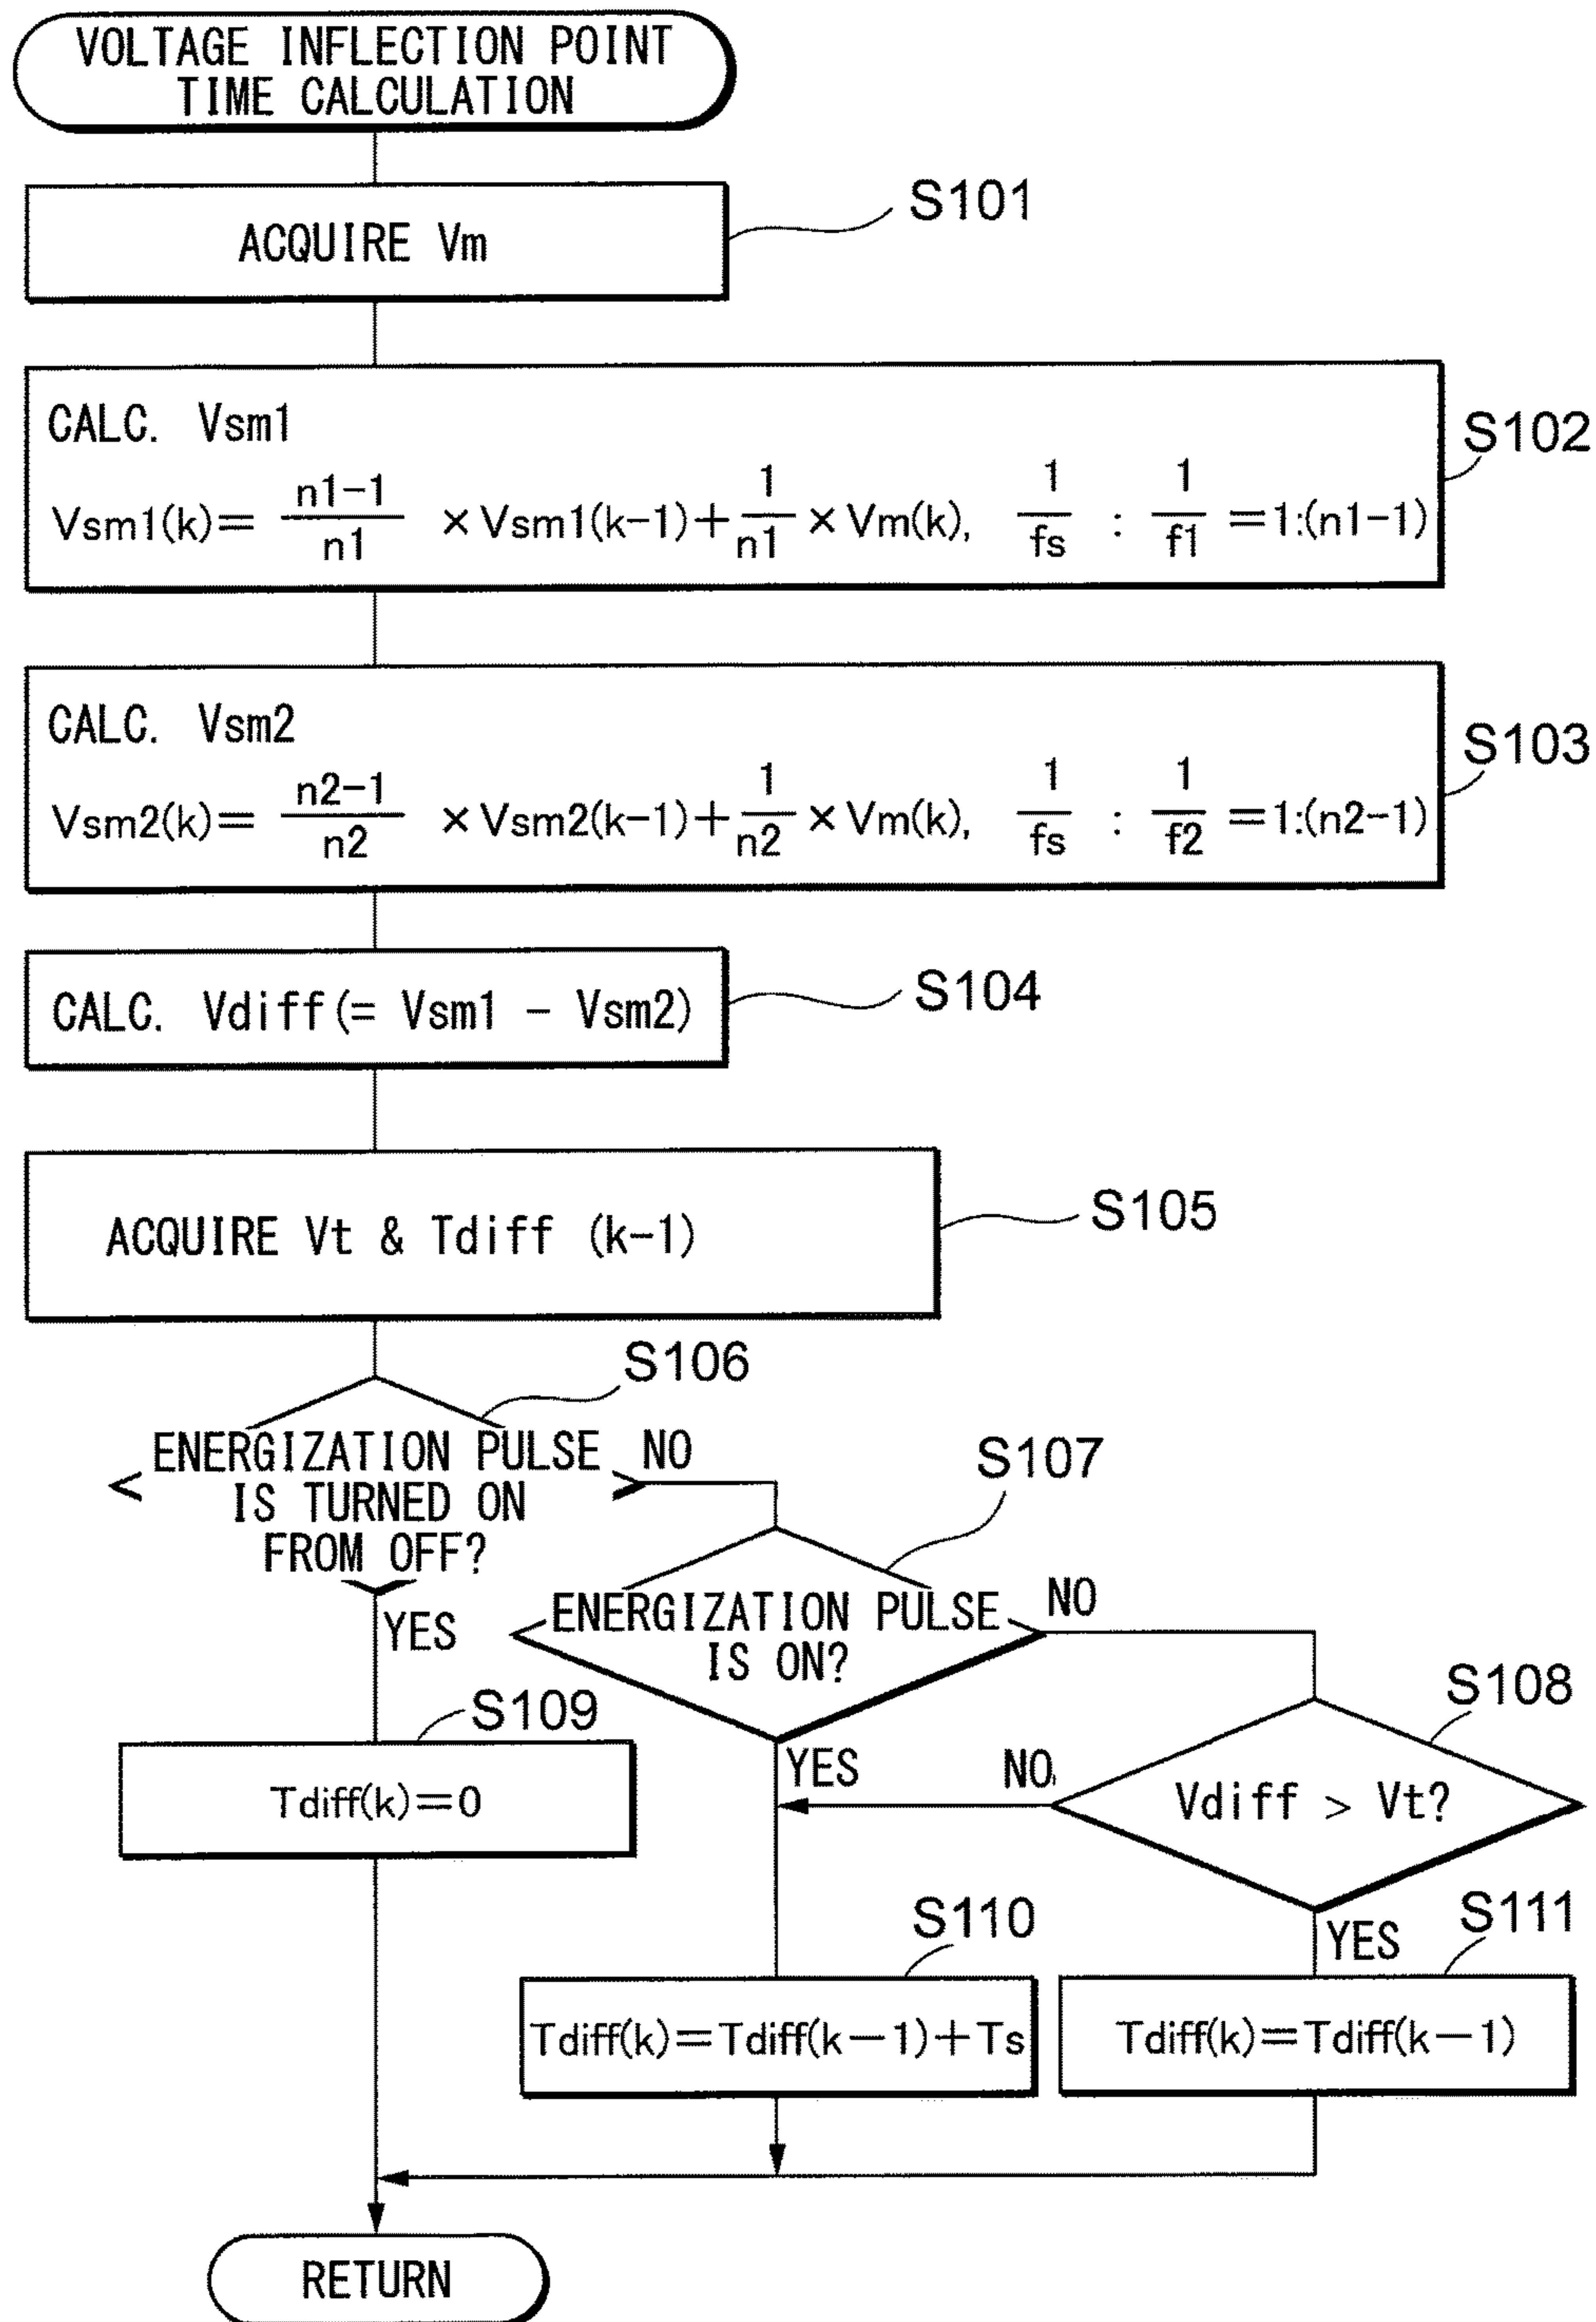 VOLTAGE INFLECTION POINT
TIME CALCULATION
ACQUIRE Vm
S101
CALC. Vsm1
S102
Vsm1(k)= (n1-1)/n1 ×Vsm1(k-1)+1/n1×Vm(k), 1/fs : 1/f1 =1:(n1-1)
CALC. Vsm2
S103
Vsm2(k)= (n2-1)/n2 ×Vsm2(k-1)+1/n2×Vm(k), 1/fs : 1/f2 =1:(n2-1)
CALC. Vdiff(= Vsm1 - Vsm2)
S104
ACQUIRE Vt & Tdiff (k-1)
S105
S106
ENERGIZATION PULSE
IS TURNED ON
FROM OFF?
NO
YES
S107
ENERGIZATION PULSE
IS ON?
NO
YES
S108
Vdiff > Vt?
NO
YES
S109
Tdiff(k)=0
S110
Tdiff(k)=Tdiff(k-1)+Ts
S111
Tdiff(k)=Tdiff(k-1)
RETURN